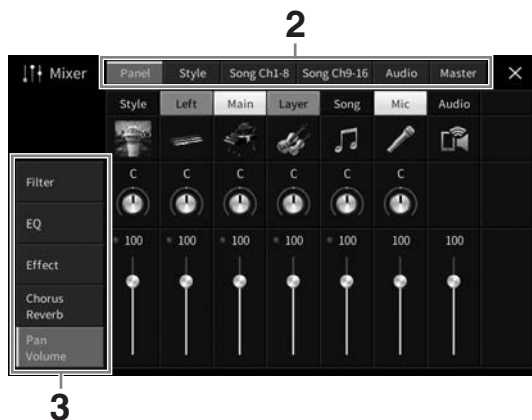 2
Mixer
Panel Style Song Ch1-8 Song Ch9-16 Audio Master ×
Style Left Main Layer Song Mic Audio
C C C C C C
100 100 100 100 100 100 100
Filter
EQ
Effect
Chorus
Reverb
Pan
Volume
3